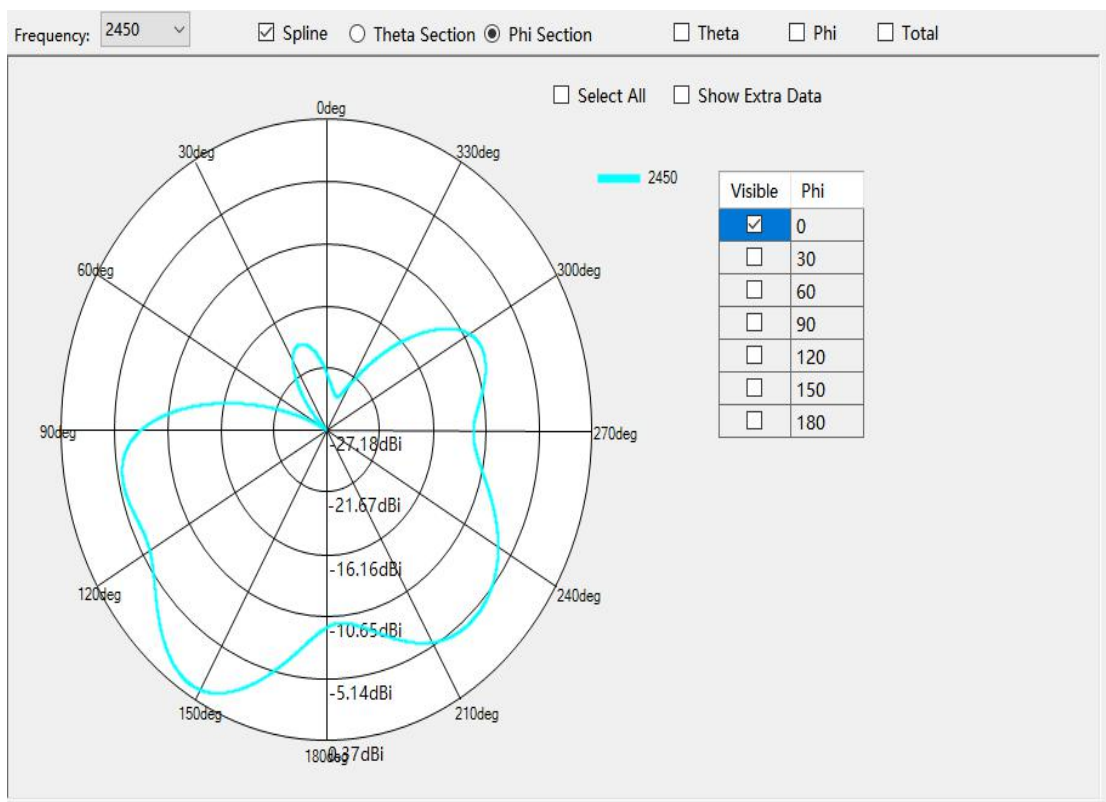 Frequency: 2450 Spline Theta Section Phi Section Theta Phi Total
Select All Show Extra Data
0deg
30deg 330deg
2450
Visible Phi
0
30
60
90
120
150
180
60deg 300deg
90deg 270deg
-27.18dBi
-21.67dBi
-16.16dBi
120deg 240deg
-10.65dBi
-5.14dBi
150deg 210deg
180deg 0.37dBi